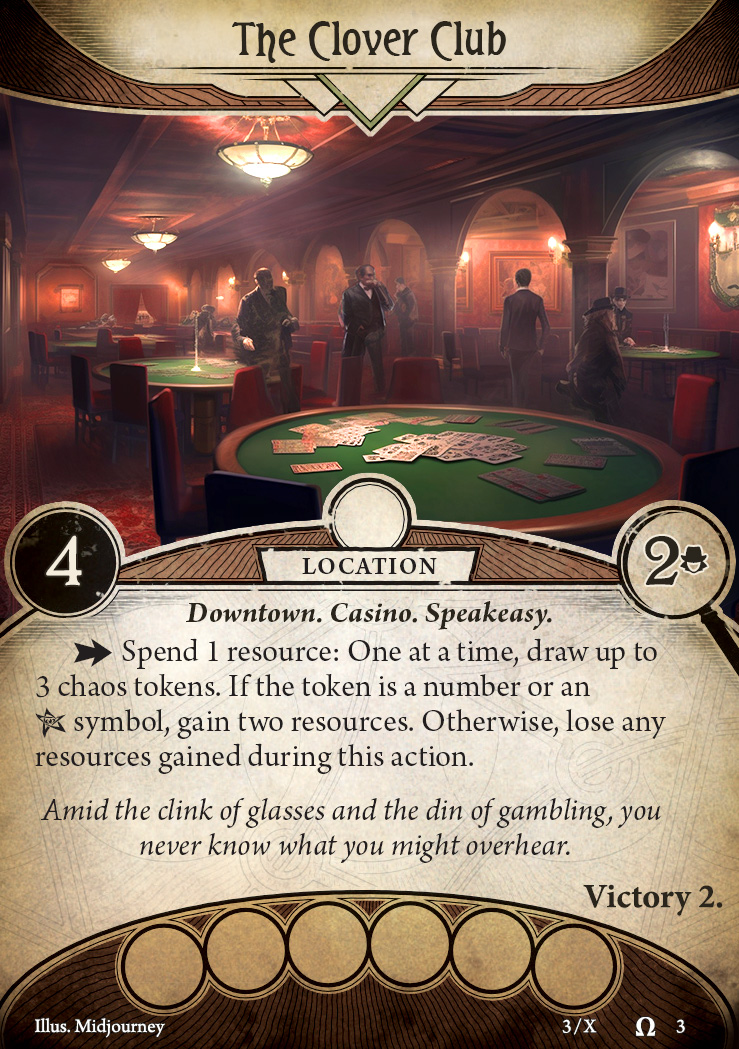 The Clover Club
4
LOCATION
2
Downtown. Casino. Speakeasy.
Spend 1 resource: One at a time, draw up to
3 chaos tokens. If the token is a number or an
symbol, gain two resources. Otherwise, lose any
resources gained during this action.
Amid the clink of glasses and the din of gambling, you
never know what you might overhear.
Victory 2.
Illus. Midjourney
3/X Ω 3